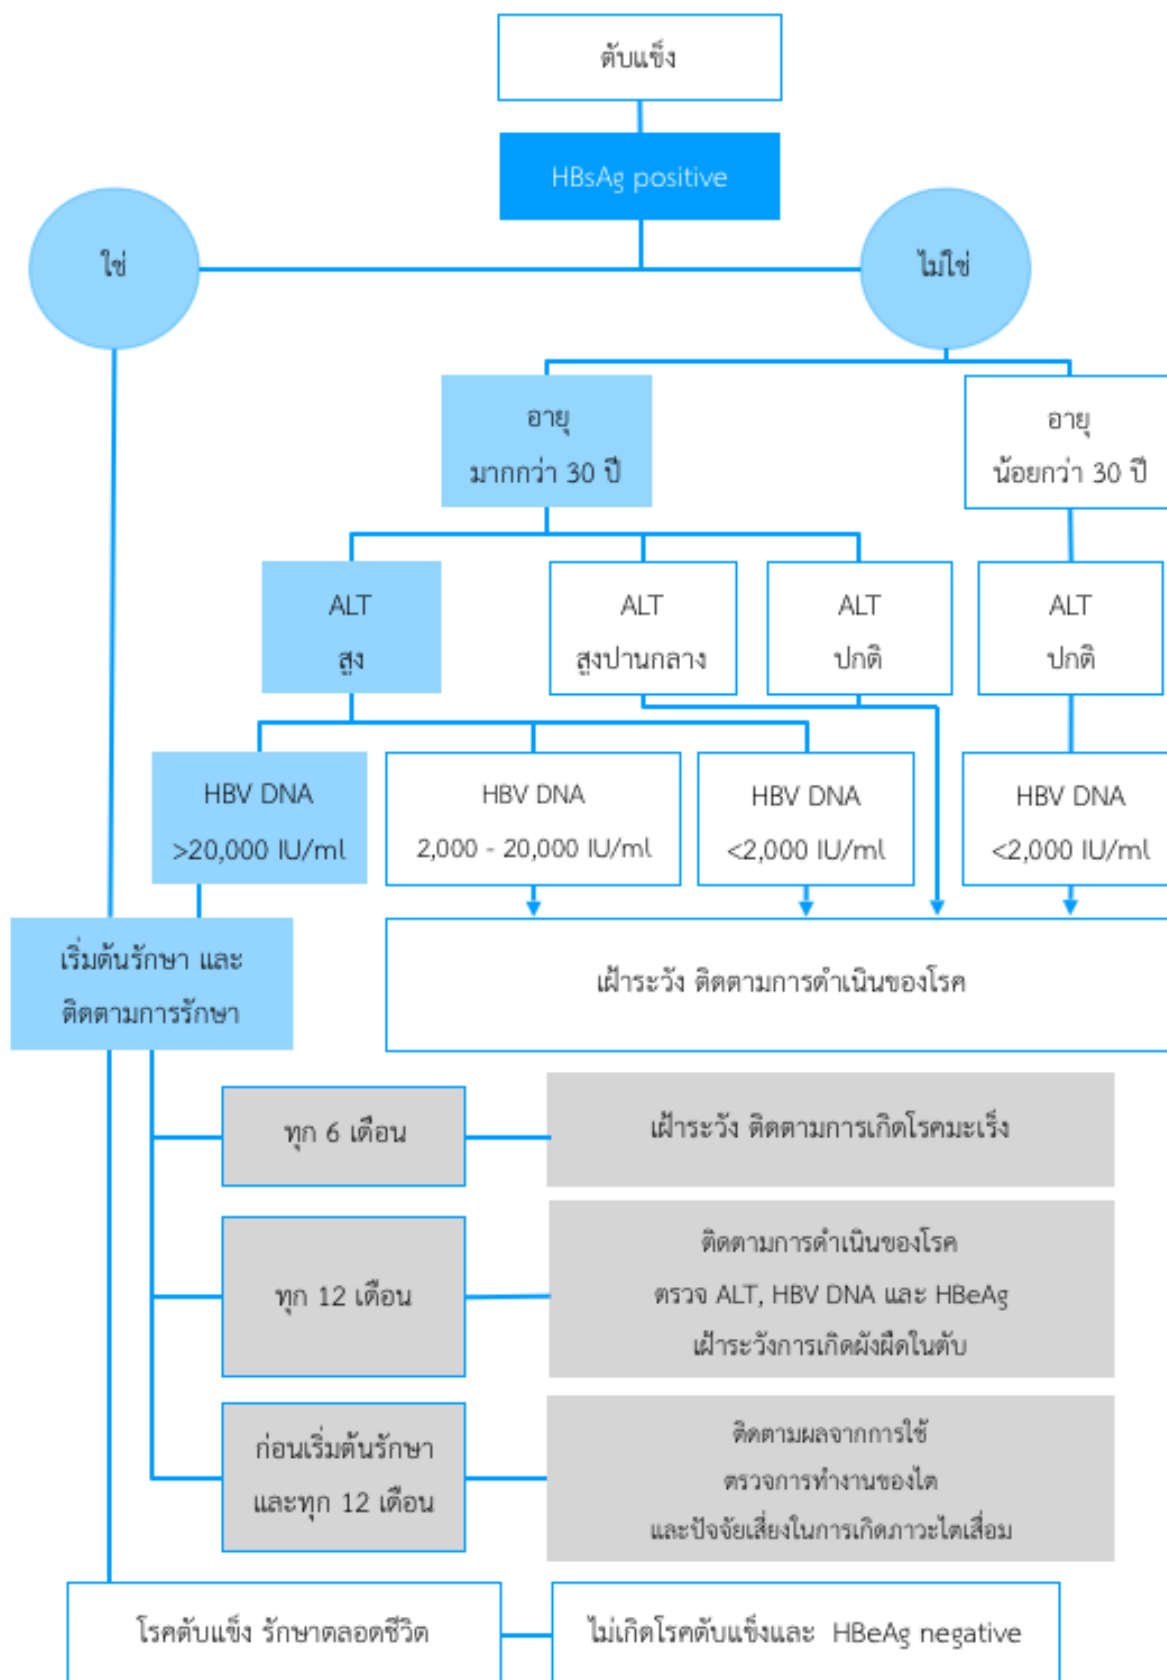 ตับแข็ง
HBsAg positive
ใช่
ไม่ใช่
อายุ
มากกว่า 30 ปี
อายุ
น้อยกว่า 30 ปี
ALT
สูง
ALT
สูงปานกลาง
ALT
ปกติ
ALT
ปกติ
HBV DNA
>20,000 IU/ml
HBV DNA
2,000 - 20,000 IU/ml
HBV DNA
<2,000 IU/ml
HBV DNA
<2,000 IU/ml
เริ่มต้นรักษา และ
ติดตามการรักษา
เฝ้าระวัง ติดตามการดำเนินของโรค
ทุก 6 เดือน
เฝ้าระวัง ติดตามการเกิดโรคมะเร็ง
ทุก 12 เดือน
ติดตามการดำเนินของโรค
ตรวจ ALT, HBV DNA และ HBeAg
เฝ้าระวังการเกิดผังผืดในตับ
ก่อนเริ่มต้นรักษา
และทุก 12 เดือน
ติดตามผลจากการใช้
ตรวจการทำงานของไต
และปัจจัยเสี่ยงในการเกิดภาวะไตเสื่อม
โรคตับแข็ง รักษาตลอดชีวิต
ไม่เกิดโรคตับแข็งและ HBeAg negative